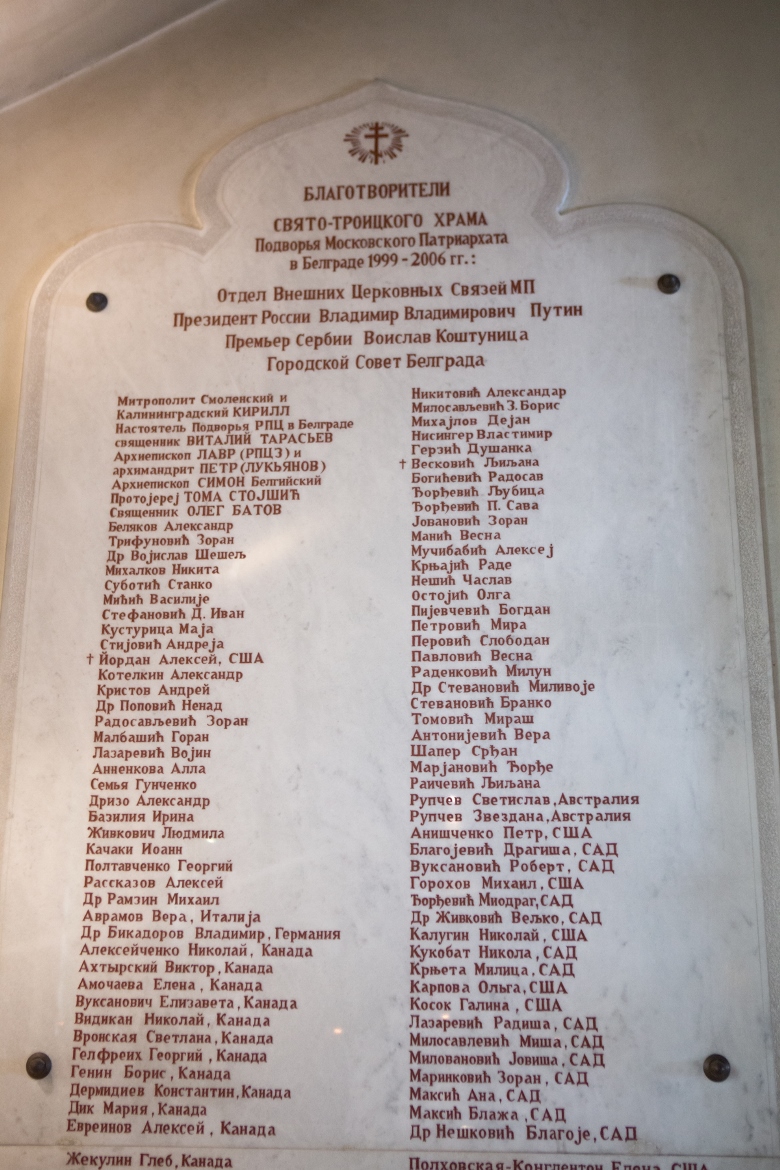 БЛАГОТВОРИТЕЛИ
СВЯТО-ТРОИЦКОГО ХРАМА
Подворья Московского Патриархата
в Белграде 1999 - 2006 гг.:
Отдел Внешних Церковных Связей МП
Президент России Владимир Владимирович Путин
Премьер Сербии Воислав Коштуница
Городской Совет Белграда
Митрополит Смоленский и
Калининградский КИРИЛЛ
Настоятель Подворья РПЦ в Белграде
священник ВИТАЛИЙ ТАРАСЬЕВ
Архиепископ ЛАВР (РПЦЗ) и
архимандрит ПЕТР (ЛУКЬЯНОВ)
Архиепископ СИМОН Белгийский
Протојереј ТОМА СТОЈШИЋ
Священник ОЛЕГ БАТОВ
Беляков Александр
Трифуновић Зоран
Др Војислав Шешељ
Михалков Никита
Суботић Станко
Мићић Василије
Стефановић Д. Иван
Кустурица Маја
Стијовић Андреја
† Йордан Алексей, США
Котелкин Александр
Кристов Андрей
Др Поповић Ненад
Радосављевић Зоран
Малбашић Горан
Лазаревић Војин
Анненкова Алла
Семья Гунченко
Дризо Александр
Базилия Ирина
Живкович Людмила
Качаки Иоанн
Полтавченко Георгий
Рассказов Алексей
Др Рамзин Михаил
Аврамов Вера, Италија
Др Бикадоров Владимир, Германия
Алексейченко Николай, Канада
Ахтырский Виктор, Канада
Амочаева Елена, Канада
Вуксанович Елизавета, Канада
Видикан Николай, Канада
Вронская Светлана, Канада
Гелфреих Георгий, Канада
Генин Борис, Канада
Дермидиев Константин, Канада
Дик Мария, Канада
Евреинов Алексей, Канада
Жекулин Глеб, Канада
Никитовић Александар
Милосављевић З. Борис
Михајлов Дејан
Нисингер Властимир
Герзић Душанка
† Весковић Љиљана
Богићевић Радосав
Ђорђевић Љубица
Ђорђевић П. Сава
Јовановић Зоран
Манић Весна
Мучибабић Алексеј
Крњајић Раде
Нешић Часлав
Остојић Олга
Пијевчевић Богдан
Петровић Мира
Перовић Слободан
Павловић Весна
Раденковић Милун
Др Стевановић Миливоје
Стевановић Бранко
Томовић Мираш
Антонијевић Вера
Шапер Срђан
Марјановић Ђорђе
Раичевић Љиљана
Рупчев Светислав, Австралия
Рупчев Звездана, Австралия
Анишченко Петр, США
Благојевић Драгиша, САД
Вуксановић Роберт, САД
Горохов Михаил, США
Ђорђевић Миодраг, САД
Др Живковић Вељко, САД
Калугин Николай, США
Кукобат Никола, САД
Крњета Милица, САД
Карпова Ольга, США
Косок Галина, США
Лазаревић Радиша, САД
Милосавлевић Миша, САД
Миловановић Јовиша, САД
Маринковић Зоран, САД
Максић Ана, САД
Максић Блажа, САД
Др Нешковић Благоје, САД
Полховская-Конглентон Елена, США